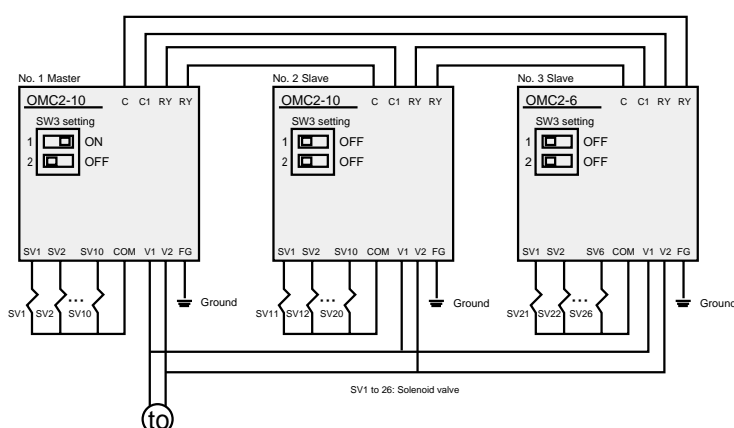 No. 1 Master
OMC2-10
C C1 RY RY
SW3 setting
1 ON
2 OFF
SV1 SV2 SV10 COM V1 V2 FG
SV1 SV2 SV10
...
Ground
No. 2 Slave
OMC2-10
C C1 RY RY
SW3 setting
1 OFF
2 OFF
SV1 SV2 SV10 COM V1 V2 FG
SV11 SV12 SV20
...
Ground
No. 3 Slave
OMC2-6
C C1 RY RY
SW3 setting
1 OFF
2 OFF
SV1 SV2 SV6 COM V1 V2 FG
SV21 SV22 SV26
...
Ground
SV1 to 26: Solenoid valve
to